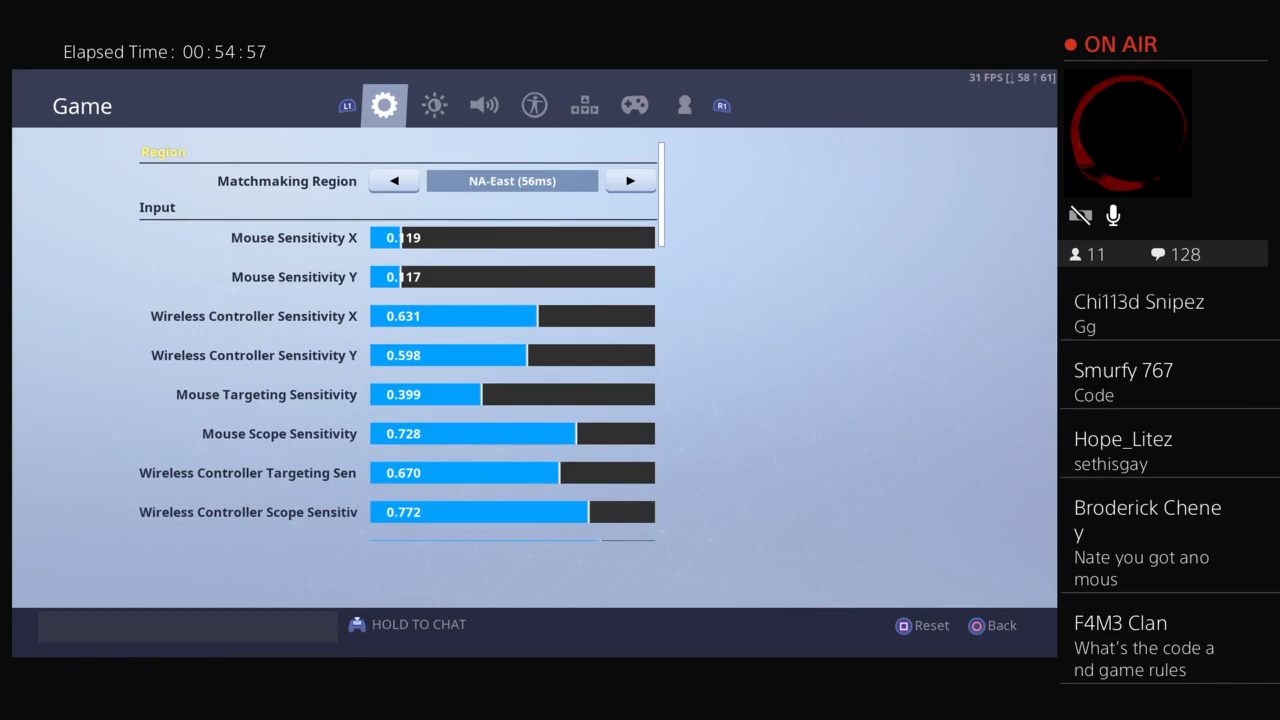 Elapsed Time: 00:54:57
ON AIR
31 FPS [↓ 58 ↑ 61]
Game
L1
R1
Region
Matchmaking Region
NA-East (56ms)
Input
Mouse Sensitivity X
0.119
Mouse Sensitivity Y
0.117
Wireless Controller Sensitivity X
0.631
Wireless Controller Sensitivity Y
0.598
Mouse Targeting Sensitivity
0.399
Mouse Scope Sensitivity
0.728
Wireless Controller Targeting Sen
0.670
Wireless Controller Scope Sensitiv
0.772
HOLD TO CHAT
Reset
Back
11
128
Chi113d Snipez
Gg
Smurfy 767
Code
Hope_Litez
sethisgay
Broderick Chene
y
Nate you got ano
mous
F4M3 Clan
What's the code a
nd game rules